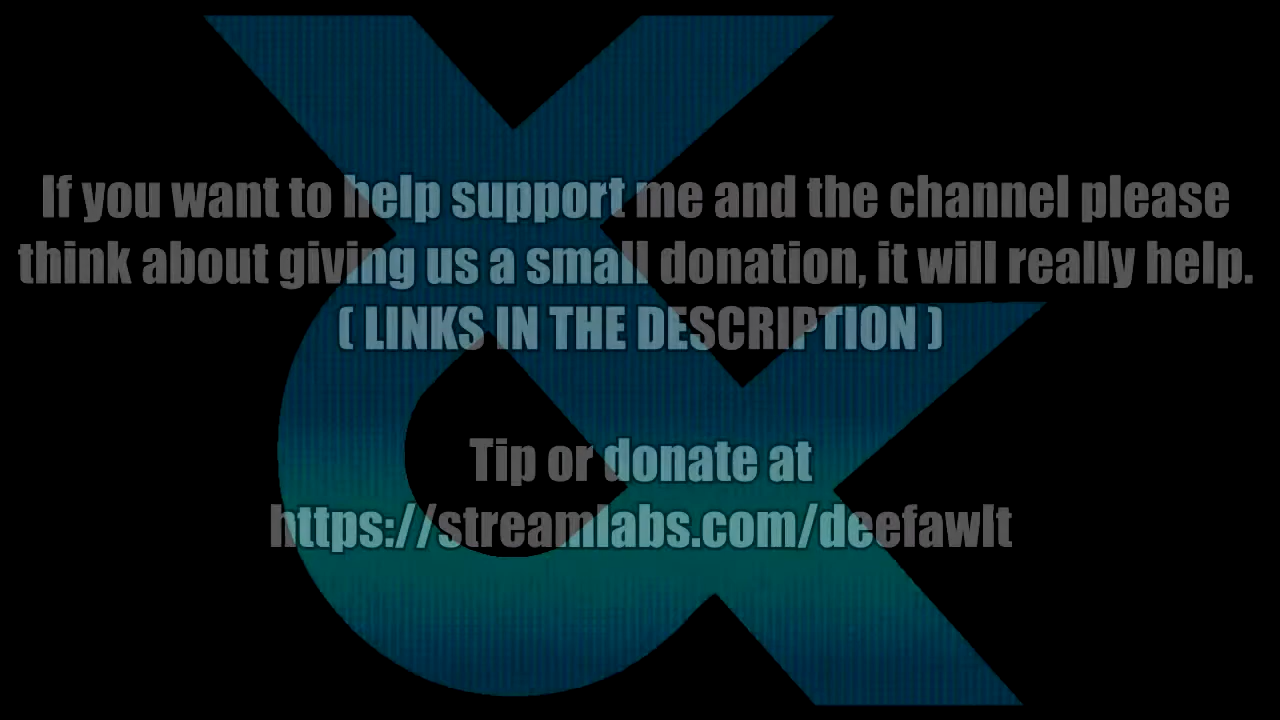 If you want to help support me and the channel please
think about giving us a small donation, it will really help.
( LINKS IN THE DESCRIPTION )
Tip or donate at
https://streamlabs.com/deefawlt